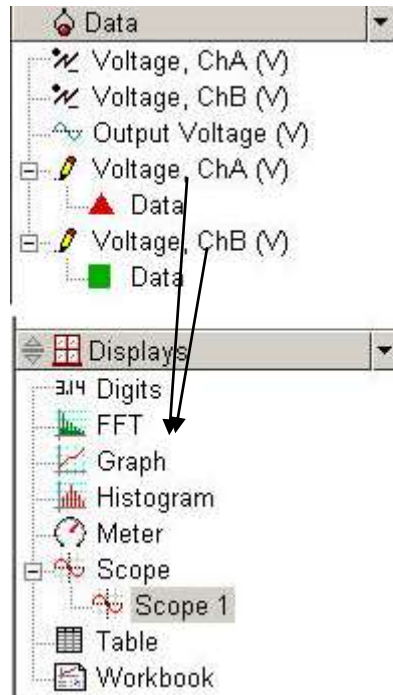 Data
Voltage, ChA (V)
Voltage, ChB (V)
Output Voltage (V)
Voltage, ChA (V)
Data
Voltage, ChB (V)
Data
Displays
3.14 Digits
FFT
Graph
Histogram
Meter
Scope
Scope 1
Table
Workbook